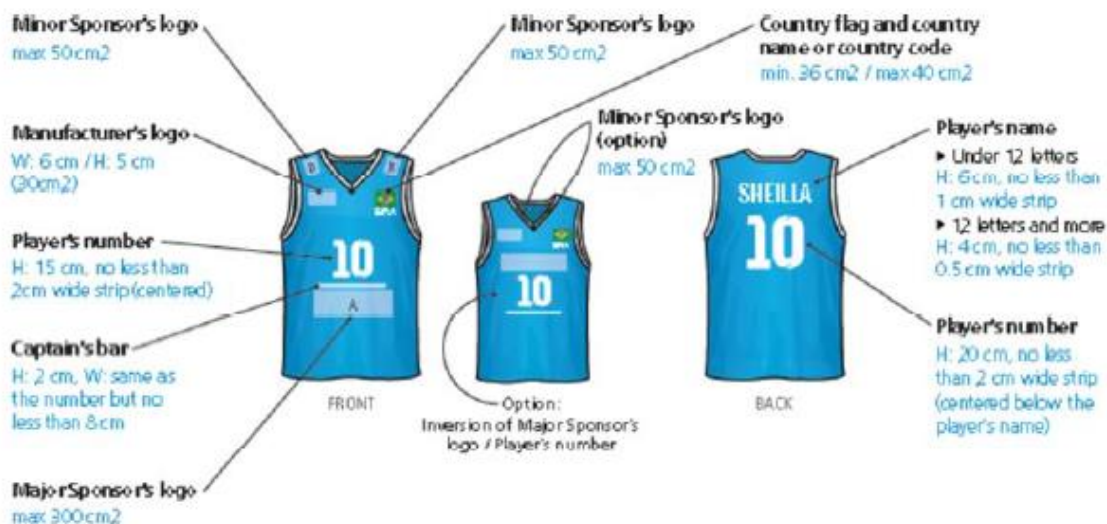 Minor Sponsor's logo
max 50 cm2
Minor Sponsor's logo
max 50 cm2
Country flag and country
name or country code
min. 36 cm2 / max 40 cm2
Manufacturer's logo
W: 6 cm / H: 5 cm
(30cm2)
Minor Sponsor's logo
(option)
max 50 cm2
Player's name
▸ Under 12 letters
H: 6cm, no less than
1 cm wide strip
▸ 12 letters and more
H: 4 cm, no less than
0.5 cm wide strip
Player's number
H: 15 cm, no less than
2cm wide strip (centered)
Captain's bar
H: 2 cm, W: same as
the number but no
less than 8cm
Major Sponsor's logo
max 300cm2
B
B
BRA
10
A
FRONT
BRA
10
Option:
Inversion of Major Sponsor's
logo / Player's number
SHEILLA
10
BACK
Player's number
H: 20 cm, no less
than 2 cm wide strip
(centered below the
player's name)